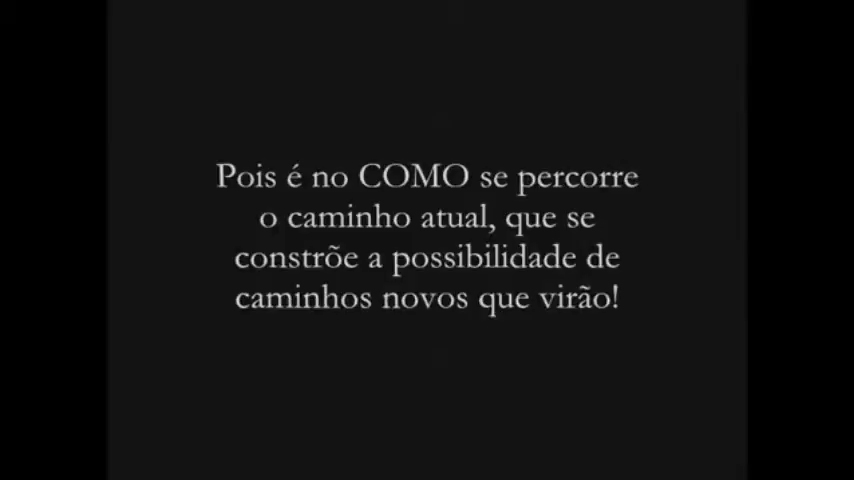 Pois é no COMO se percorre
o caminho atual, que se
constrõe a possibilidade de
caminhos novos que virão!